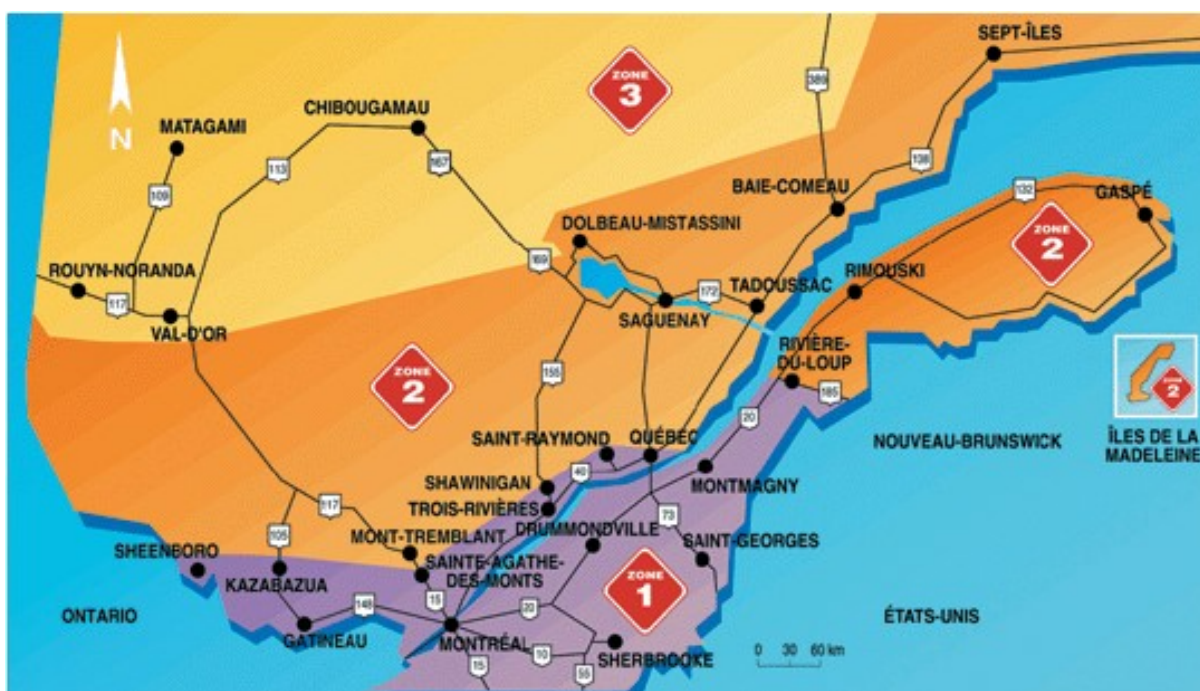 SEPT-ÎLES
ZONE
3
389
CHIBOUGAMAU
MATAGAMI
N
167
138
113
109
BAIE-COMEAU
132
GASPÉ
DOLBEAU-MISTASSINI
ZONE
2
169
ROUYN-NORANDA
117
VAL-D'OR
172
TADOUSSAC
RIMOUSKI
SAGUENAY
RIVIÈRE-
DU-LOUP
185
155
ZONE
2
ZONE
2
ÎLES DE LA
MADELEINE
20
NOUVEAU-BRUNSWICK
SAINT-RAYMOND
QUÉBEC
40
MONTMAGNY
SHAWINIGAN
TROIS-RIVIÈRES
117
73
DRUMMONDVILLE
MONT-TREMBLANT
105
SAINT-GEORGES
SHEENBORO
SAINTE-AGATHE-
DES-MONTS
KAZABAZUA
ZONE
1
15
148
20
ONTARIO
ÉTATS-UNIS
GATINEAU
MONTRÉAL
10
SHERBROOKE
15
55
0 30 60 km